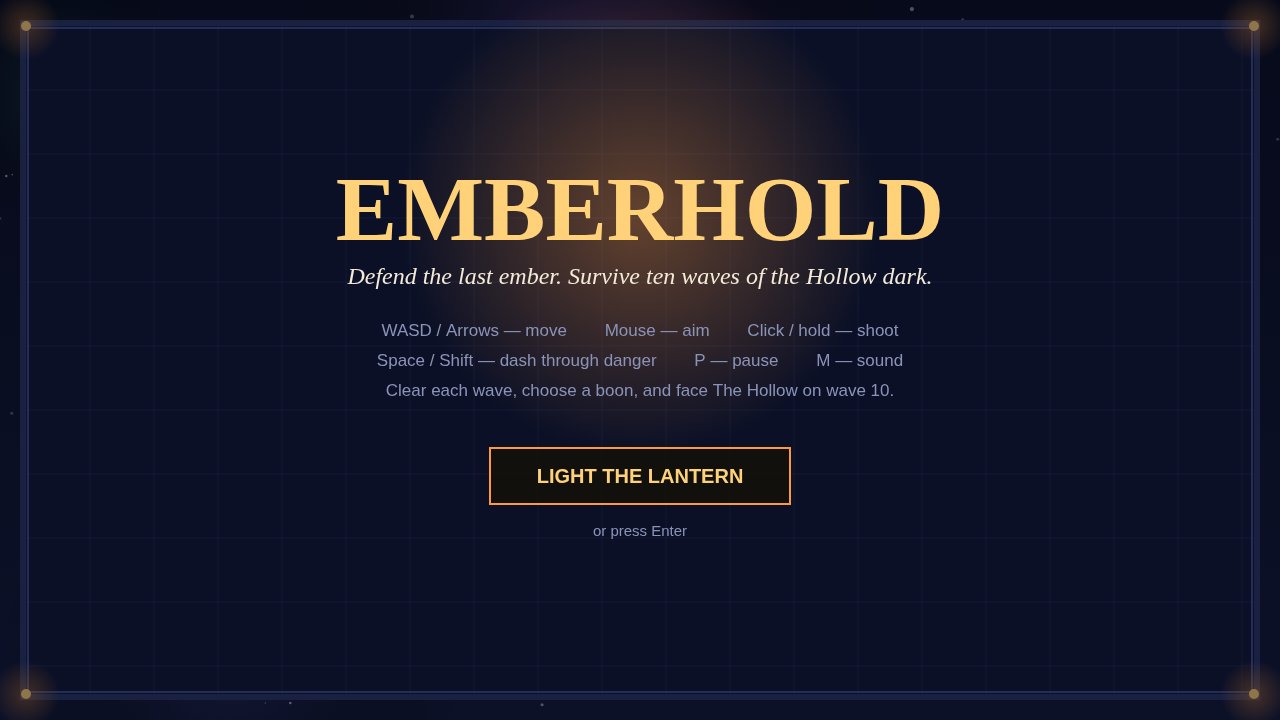 EMBERHOLD
Defend the last ember. Survive ten waves of the Hollow dark.
WASD / Arrows — move Mouse — aim Click / hold — shoot
Space / Shift — dash through danger P — pause M — sound
Clear each wave, choose a boon, and face The Hollow on wave 10.
LIGHT THE LANTERN
or press Enter